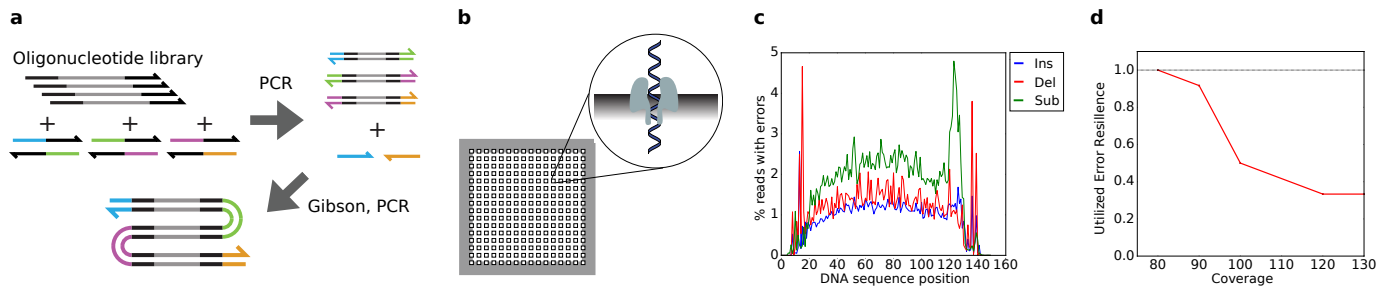 a
Oligonucleotide library
PCR
+
+
+
+
Gibson, PCR
b
c
5
4
3
2
1
0
% reads with errors
0
20
40
60
80
100
120
140
160
DNA sequence position
Ins
Del
Sub
d
1.0
0.8
0.6
0.4
0.2
0.0
Utilized Error Resillence
80
90
100
110
120
130
Coverage